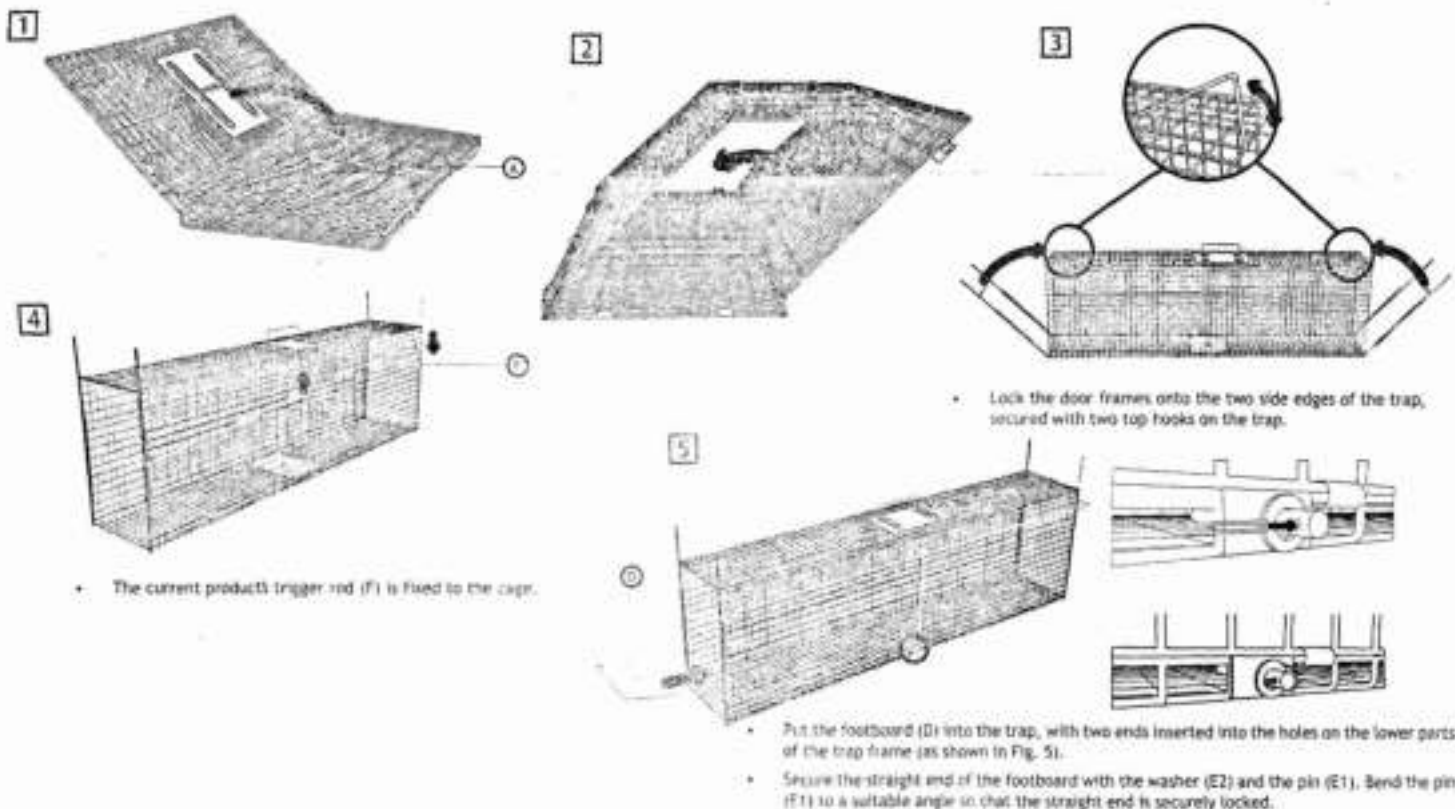 1
2
3
A
4
• Lock the door frames onto the two side edges of the trap,
secured with two top hooks on the trap.
5
D
• The current products trigger rod (F) is fixed to the cage.
• Put the footboard (D) into the trap, with two ends inserted into the holes on the lower parts
of the trap frame (as shown in Fig. 5).
• Secure the straight end of the footboard with the washer (E2) and the pin (E1). Bend the pin
(E1) to a suitable angle so that the straight end is securely locked.